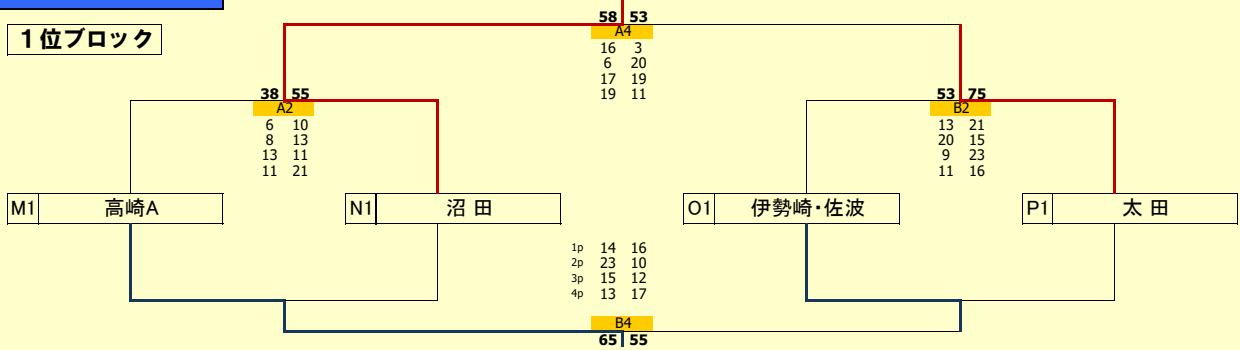 58 53
A4
1位ブロック
16 3
6 20
17 19
19 11
38 55
A2
6 10
8 13
13 11
11 21
53 75
B2
13 21
20 15
9 23
11 16
M1 高崎A
N1 沼 田
O1 伊勢崎・佐波
P1 太 田
1p 14 16
2p 23 10
3p 15 12
4p 13 17
B4
65 55